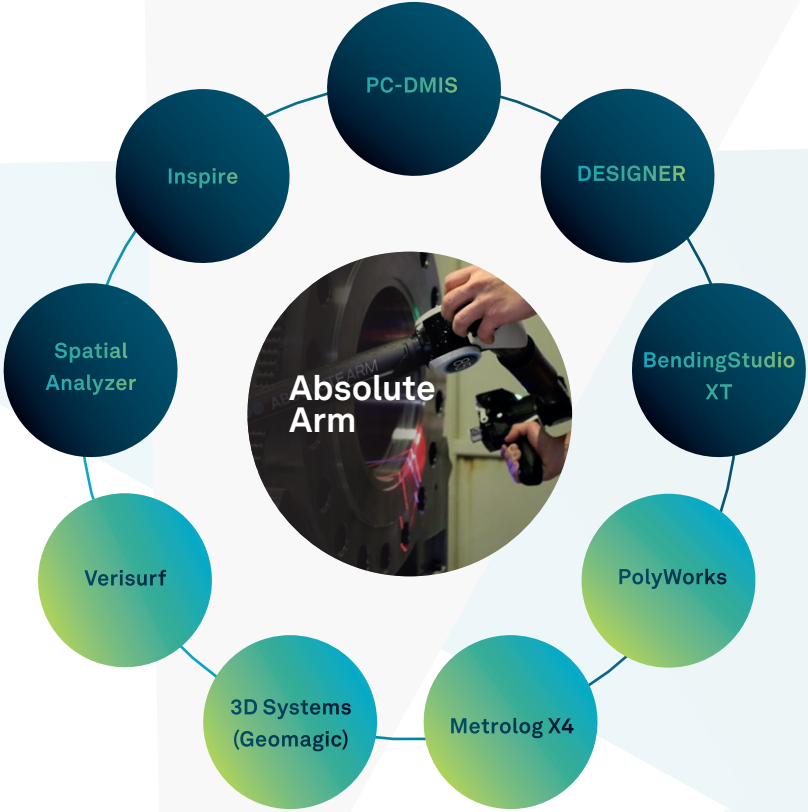 PC-DMIS
Inspire
DESIGNER
Spatial
Analyzer
BendingStudio
XT
Absolute
Arm
Verisurf
PolyWorks
3D Systems
(Geomagic)
Metrolog X4